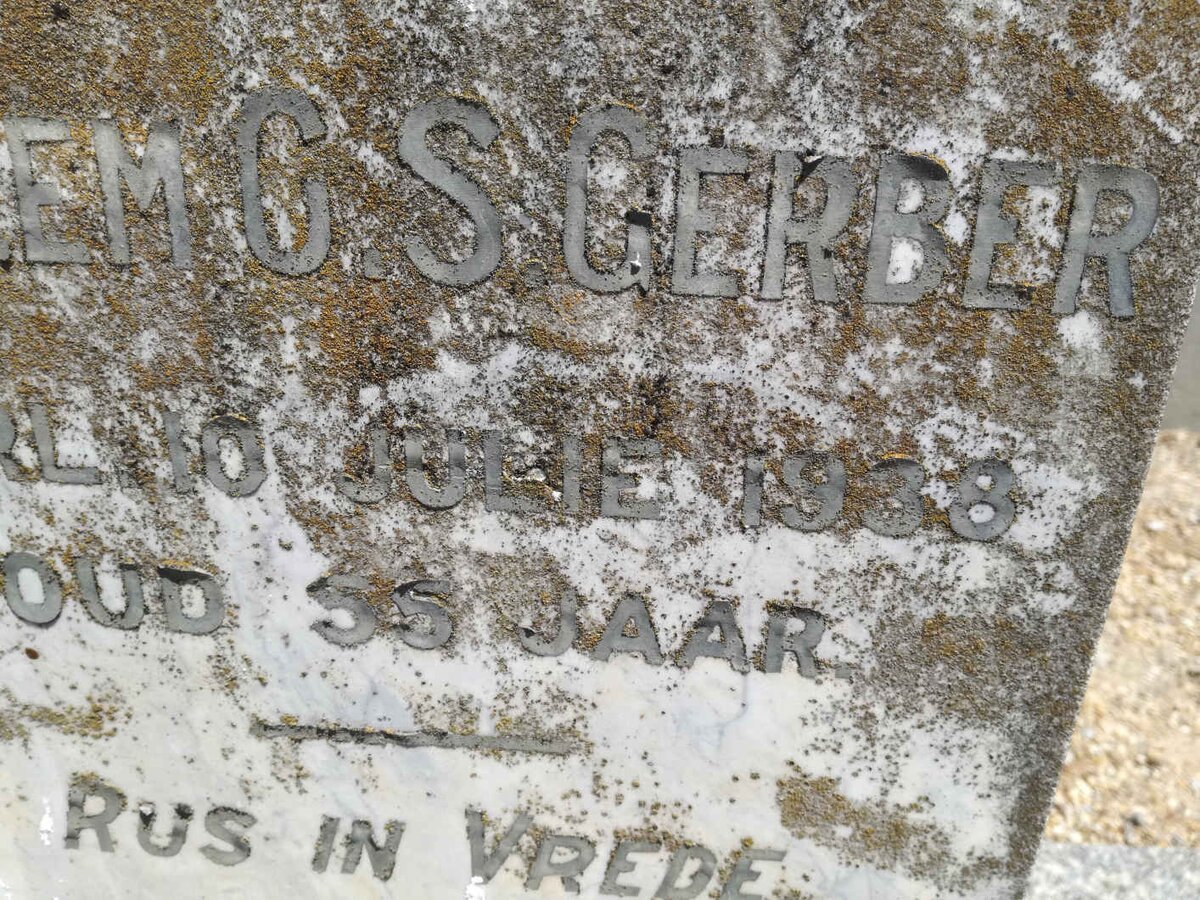 EM C. S. GERBER
RL. 10 JULIE 1938
OUD 35 JAAR.
RUS IN VREDE